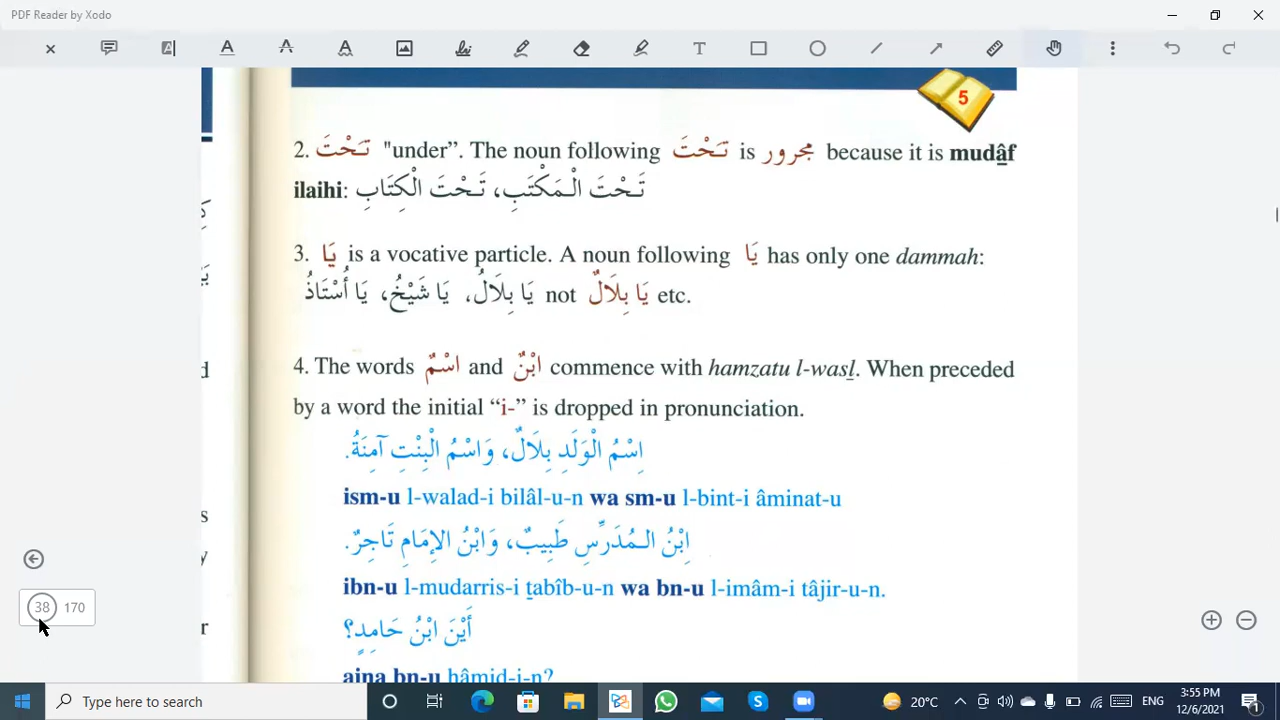 PDF Reader by Xodo
5
2. تَحْتَ "under”. The noun following تَحْتَ is مجرور because it is mudâf
ilaihi: تَحْتَ الْمَكْتَبِ، تَحْتَ الْكِتَابِ
3. يَا is a vocative particle. A noun following يَا has only one dammah:
يَا بِلَالُ، يَا شَيْخُ، يَا أُسْتَاذُ not يَا بِلَالٌ etc.
4. The words اسْمٌ and ابْنٌ commence with hamzatu l-wasl. When preceded
by a word the initial “i-” is dropped in pronunciation.
اِسْمُ الْوَلَدِ بِلَالٌ، وَاسْمُ الْبِنْتِ آمِنَةُ.
ism-u l-walad-i bilâl-u-n wa sm-u l-bint-i âminat-u
اِبْنُ الْمُدَرِّسِ طَبِيبٌ، وَابْنُ الإِمَامِ تَاجِرٌ.
ibn-u l-mudarris-i ṯabîb-u-n wa bn-u l-imâm-i tâjir-u-n.
أَيْنَ ابْنُ حَامِدٍ؟
aina bn-u hâmid-i-n?
d
s
y
r
38 170
Type here to search
20°C
ENG
3:55 PM
12/6/2021
1